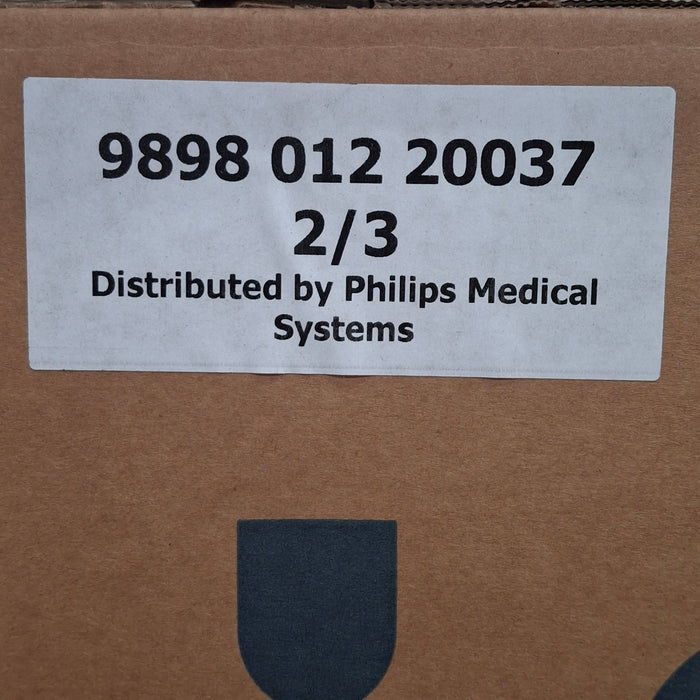 9898 012 20037
2/3
Distributed by Philips Medical
Systems